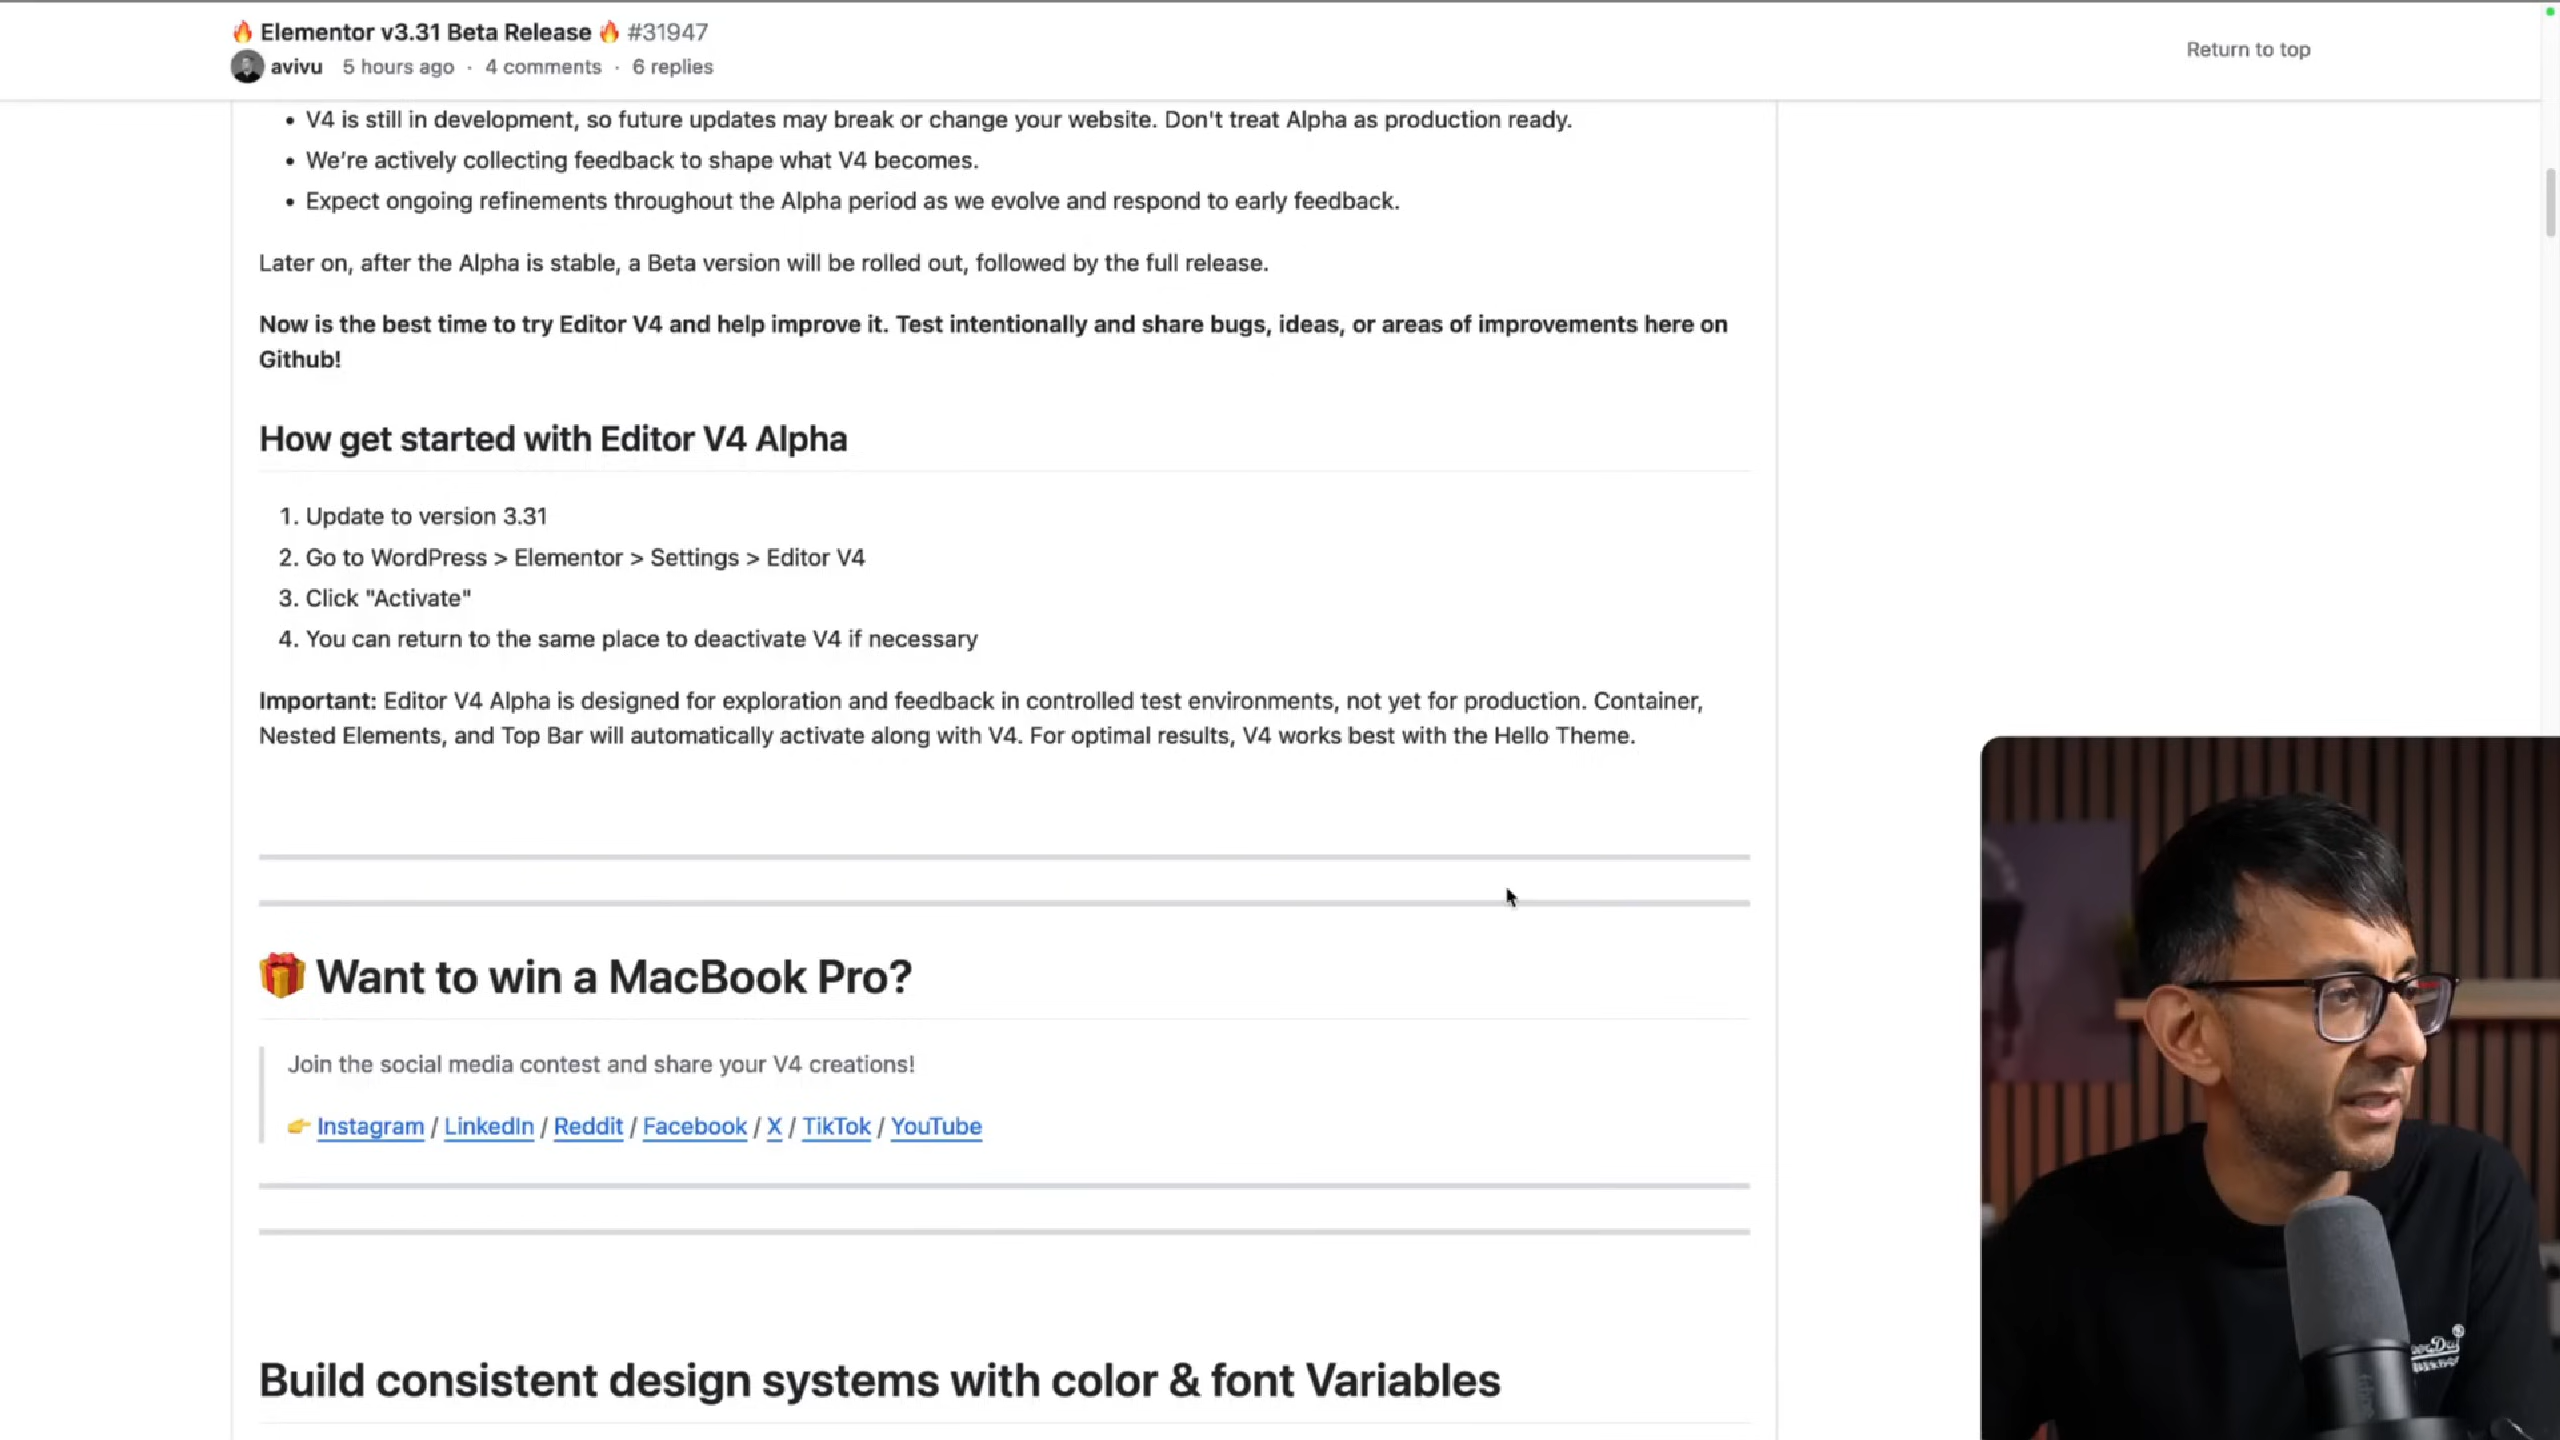 🔥 Elementor v3.31 Beta Release 🔥 #31947
avivu 5 hours ago · 4 comments · 6 replies
Return to top
• V4 is still in development, so future updates may break or change your website. Don't treat Alpha as production ready.
• We're actively collecting feedback to shape what V4 becomes.
• Expect ongoing refinements throughout the Alpha period as we evolve and respond to early feedback.
Later on, after the Alpha is stable, a Beta version will be rolled out, followed by the full release.
Now is the best time to try Editor V4 and help improve it. Test intentionally and share bugs, ideas, or areas of improvements here on
Github!
How get started with Editor V4 Alpha
1. Update to version 3.31
2. Go to WordPress > Elementor > Settings > Editor V4
3. Click "Activate"
4. You can return to the same place to deactivate V4 if necessary
Important: Editor V4 Alpha is designed for exploration and feedback in controlled test environments, not yet for production. Container,
Nested Elements, and Top Bar will automatically activate along with V4. For optimal results, V4 works best with the Hello Theme.
🎁 Want to win a MacBook Pro?
Join the social media contest and share your V4 creations!
👉 Instagram / LinkedIn / Reddit / Facebook / X / TikTok / YouTube
Build consistent design systems with color & font Variables